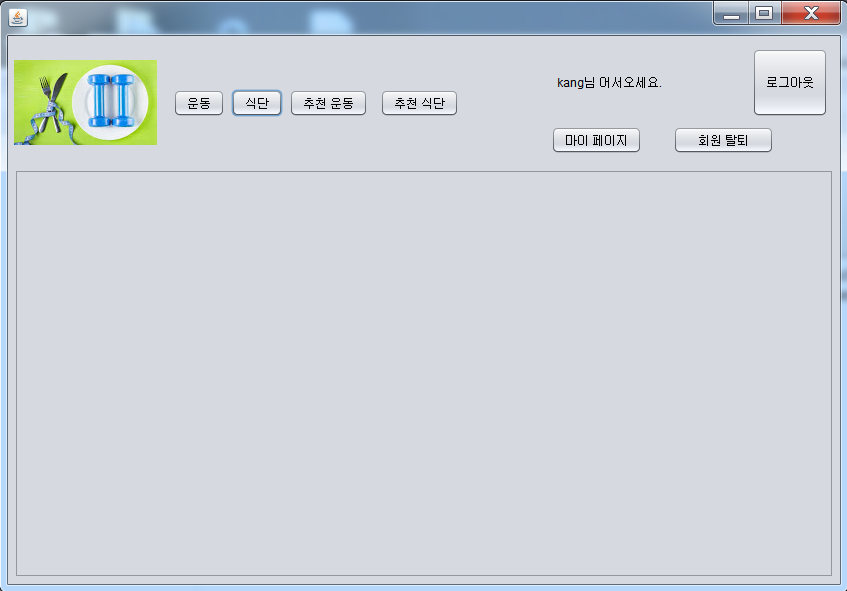 kang님 어서오세요.
로그아웃
운동
식단
추천 운동
추천 식단
마이 페이지
회원 탈퇴